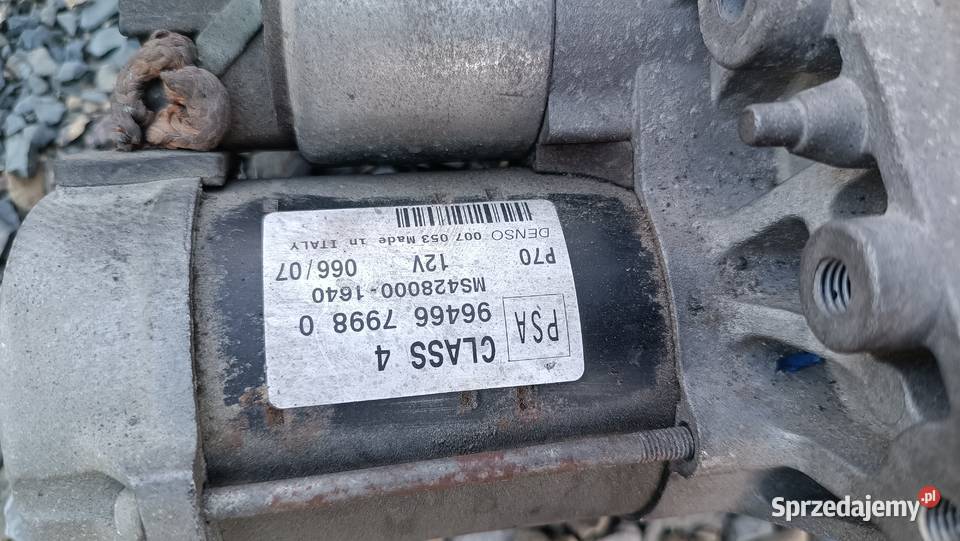 CLASS 4
PSA
96466 7998 0
MS428000-1640
P70 12V 066/07
DENSO 007 053 Made in ITALY
Sprzedajemy.pl